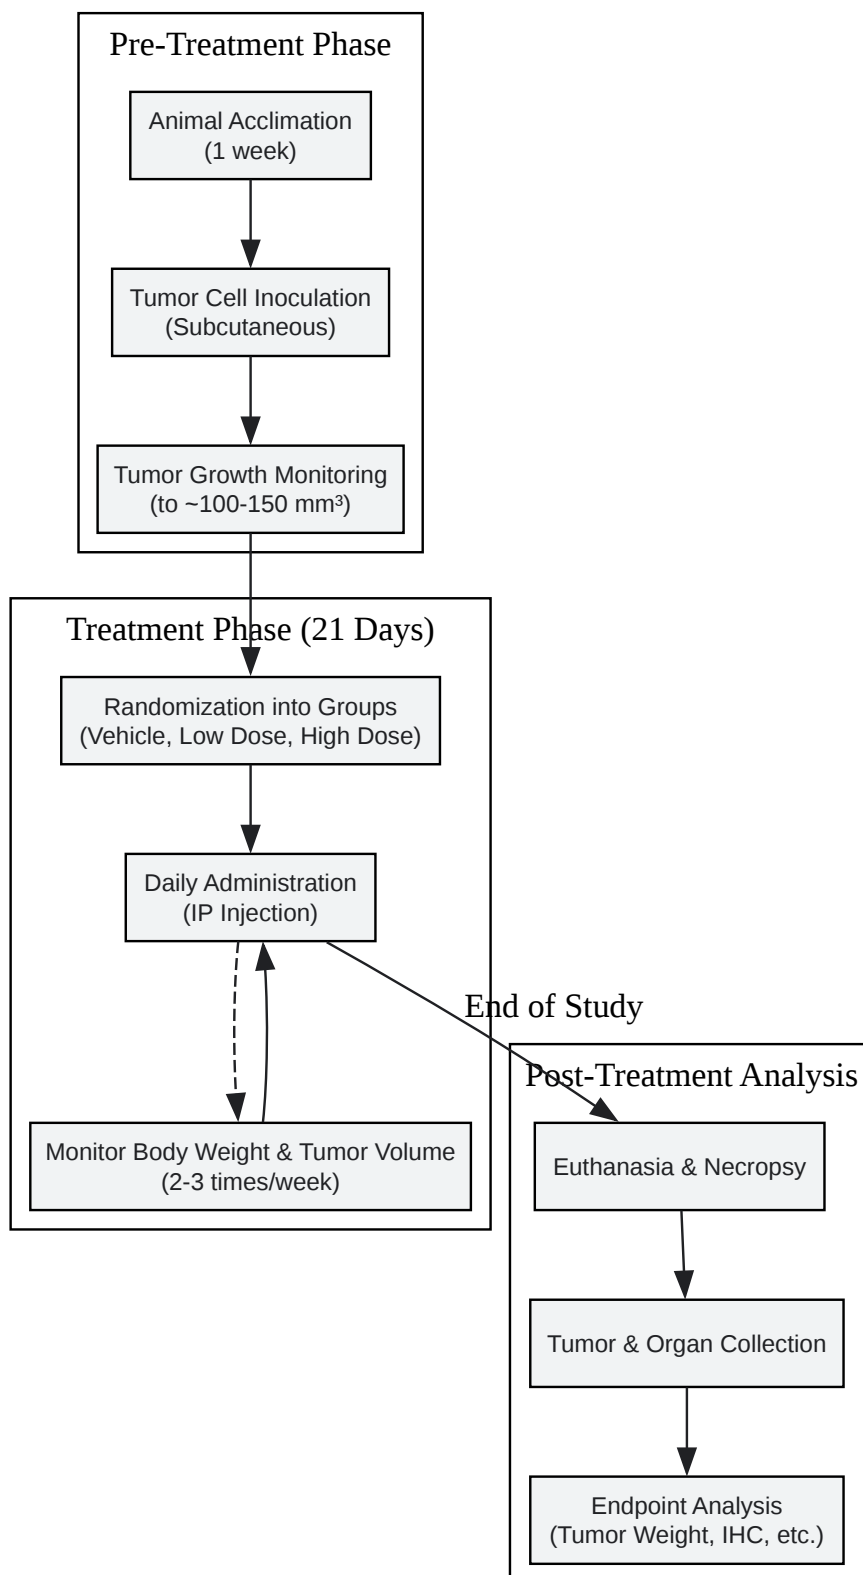 Pre-Treatment Phase
Animal Acclimation
(1 week)
Tumor Cell Inoculation
(Subcutaneous)
Tumor Growth Monitoring
(to ~100-150 mm³)
Treatment Phase (21 Days)
Randomization into Groups
(Vehicle, Low Dose, High Dose)
Daily Administration
(IP Injection)
End of Study
Monitor Body Weight & Tumor Volume
(2-3 times/week)
Post-Treatment Analysis
Euthanasia & Necropsy
Tumor & Organ Collection
Endpoint Analysis
(Tumor Weight, IHC, etc.)